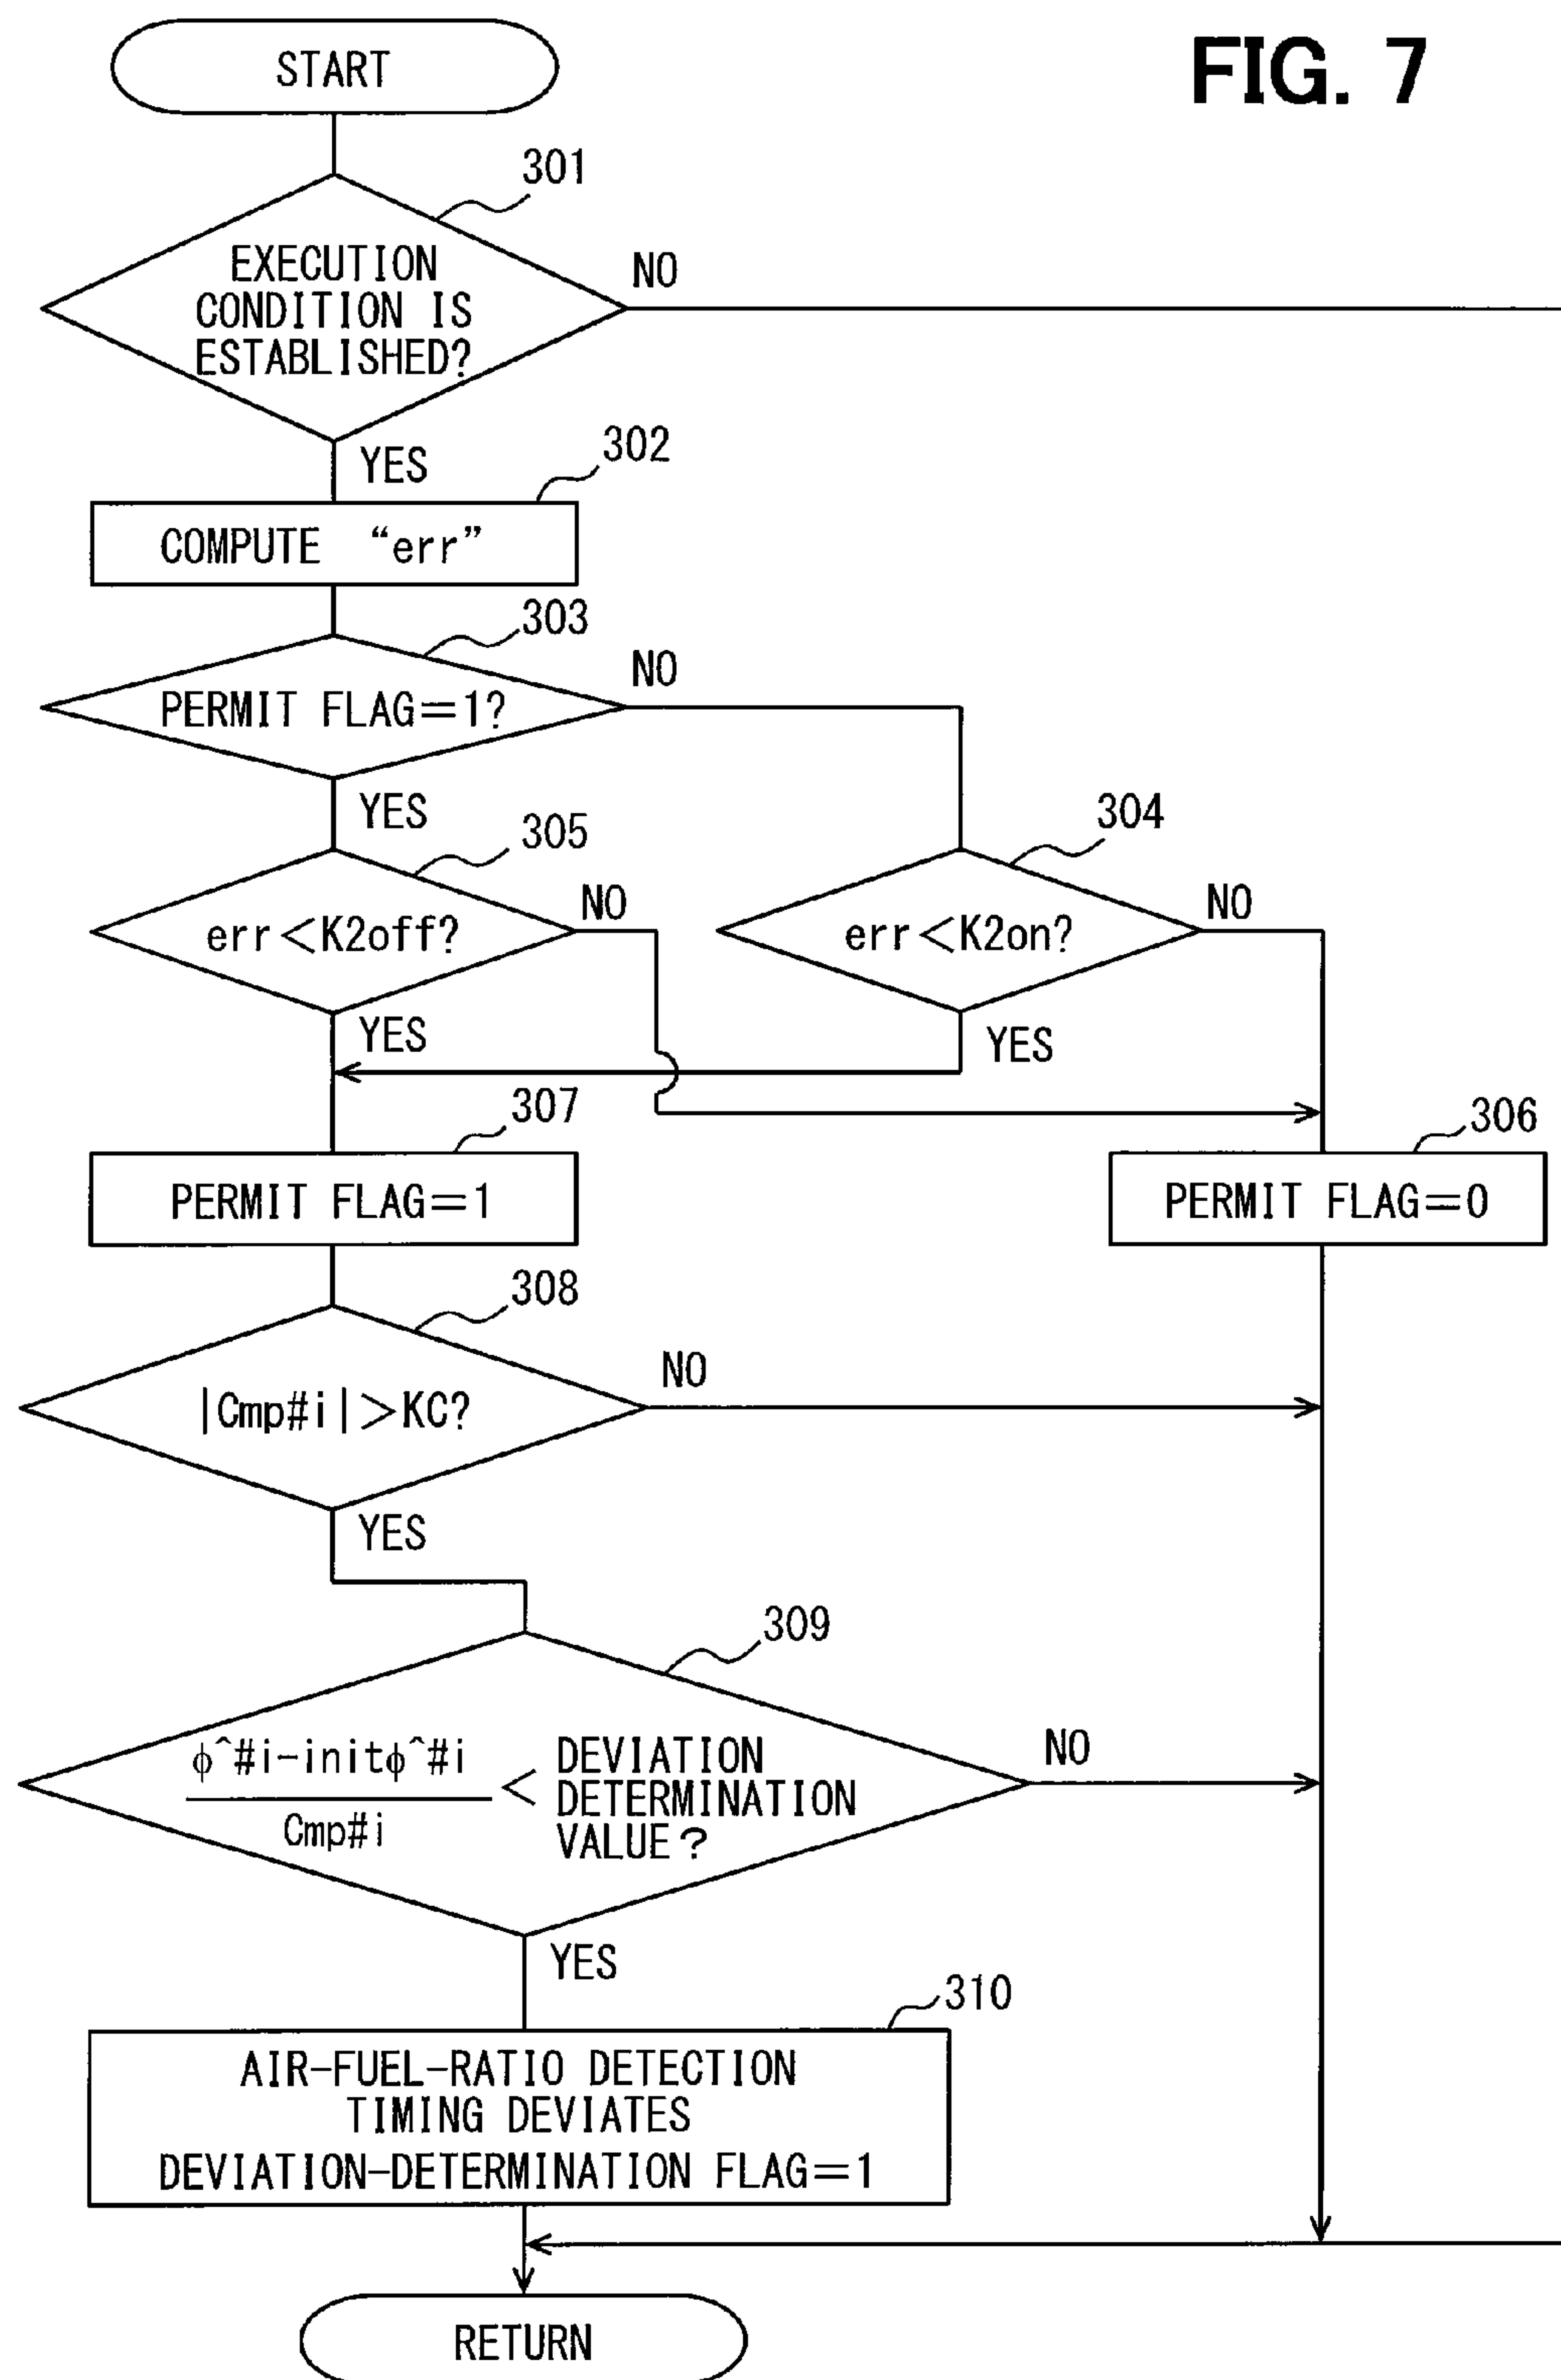 FIG. 7
START
301
EXECUTION
CONDITION IS
ESTABLISHED?
NO
YES
302
COMPUTE “err”
303
PERMIT FLAG=1?
NO
YES
304
305
err<K2off?
NO
err<K2on?
NO
YES
YES
307
306
PERMIT FLAG=1
PERMIT FLAG=0
308
|Cmp#i|>KC?
NO
YES
309
ϕ^#i-initϕ^#i
Cmp#i
<
DEVIATION
DETERMINATION
VALUE?
NO
YES
310
AIR-FUEL-RATIO DETECTION
TIMING DEVIATES
DEVIATION-DETERMINATION FLAG=1
RETURN